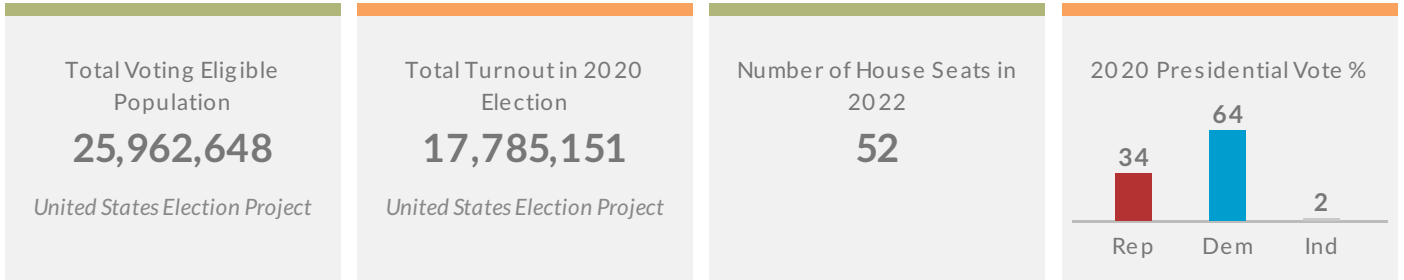 Total Voting Eligible
Population
25,962,648
United States Election Project
Total Turnout in 2020
Election
17,785,151
United States Election Project
Number of House Seats in
2022
52
2020 Presidential Vote %
64
34
2
Rep Dem Ind